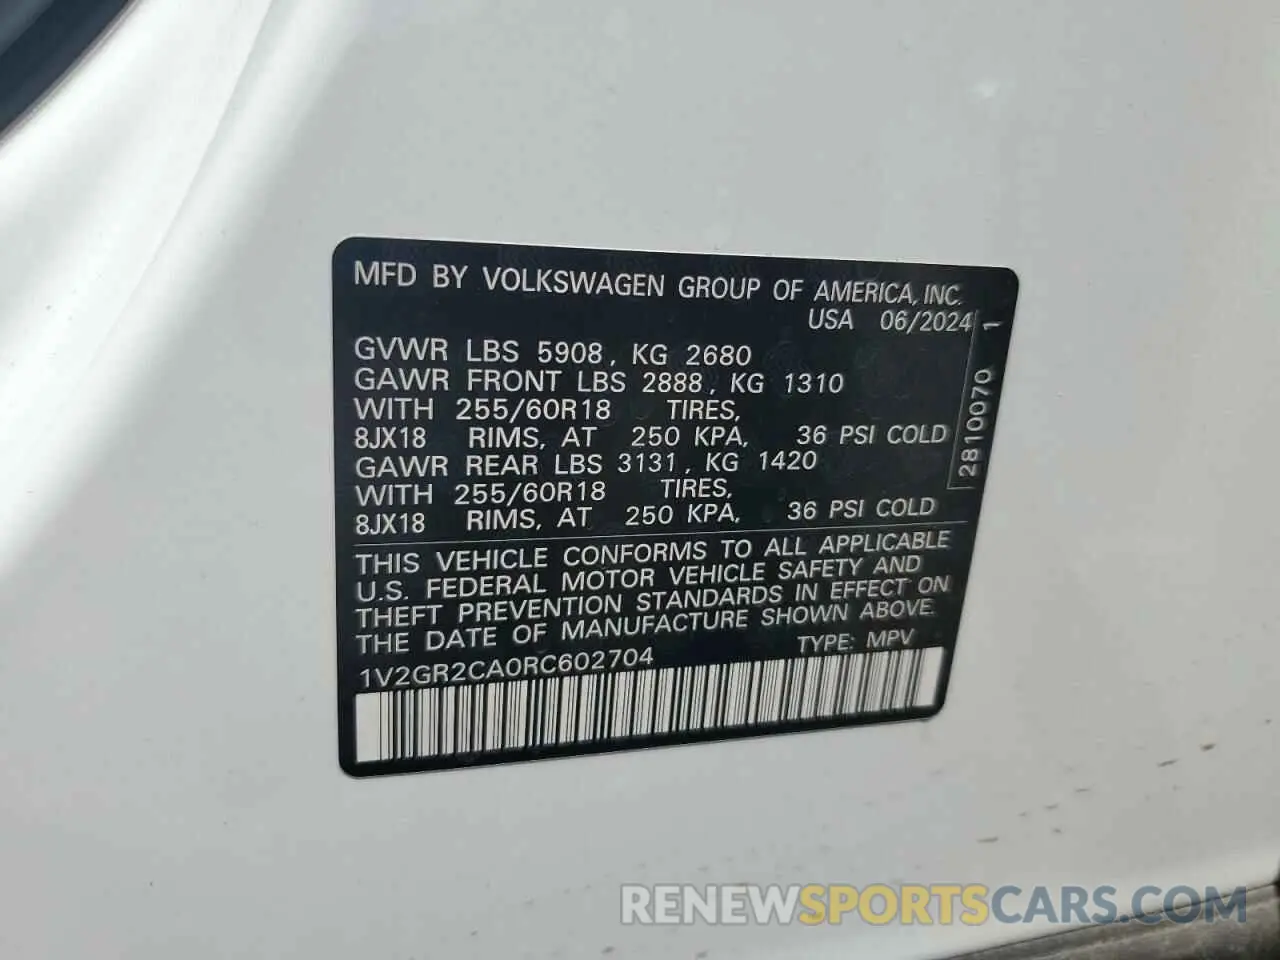 MFD BY VOLKSWAGEN GROUP OF AMERICA, INC.
USA 06/2024
GVWR LBS 5908, KG 2680
GAWR FRONT LBS 2888, KG 1310
WITH 255/60R18 TIRES,
8JX18 RIMS, AT 250 KPA, 36 PSI COLD
GAWR REAR LBS 3131, KG 1420
WITH 255/60R18 TIRES,
8JX18 RIMS, AT 250 KPA, 36 PSI COLD
2810070 1
THIS VEHICLE CONFORMS TO ALL APPLICABLE
U.S. FEDERAL MOTOR VEHICLE SAFETY AND
THEFT PREVENTION STANDARDS IN EFFECT ON
THE DATE OF MANUFACTURE SHOWN ABOVE.
TYPE: MPV
1V2GR2CA0RC602704
RENEWSPORTSCARS.COM